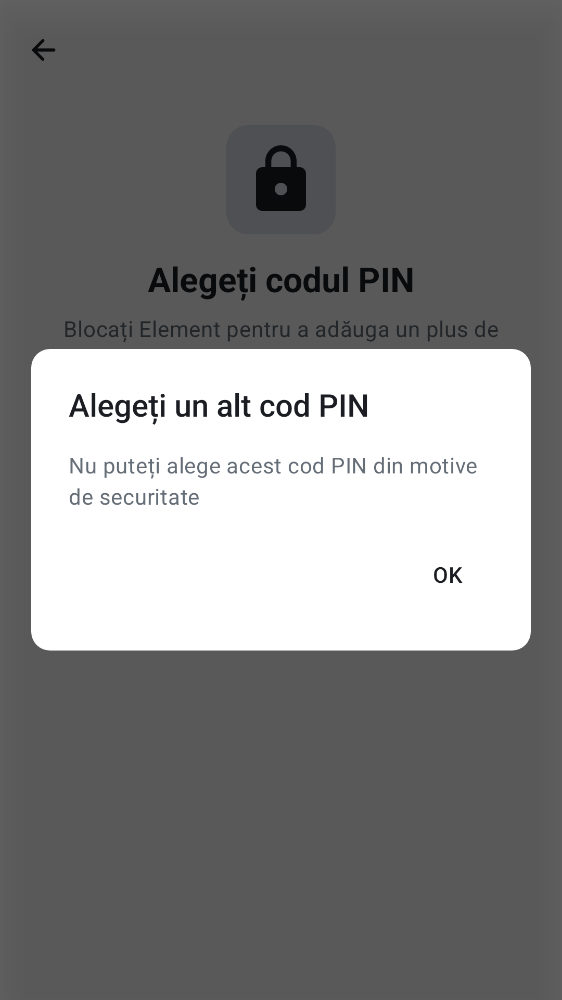 Alegeți codul PIN
Blocați Element pentru a adăuga un plus de
Alegeți un alt cod PIN
Nu puteți alege acest cod PIN din motive
de securitate
OK